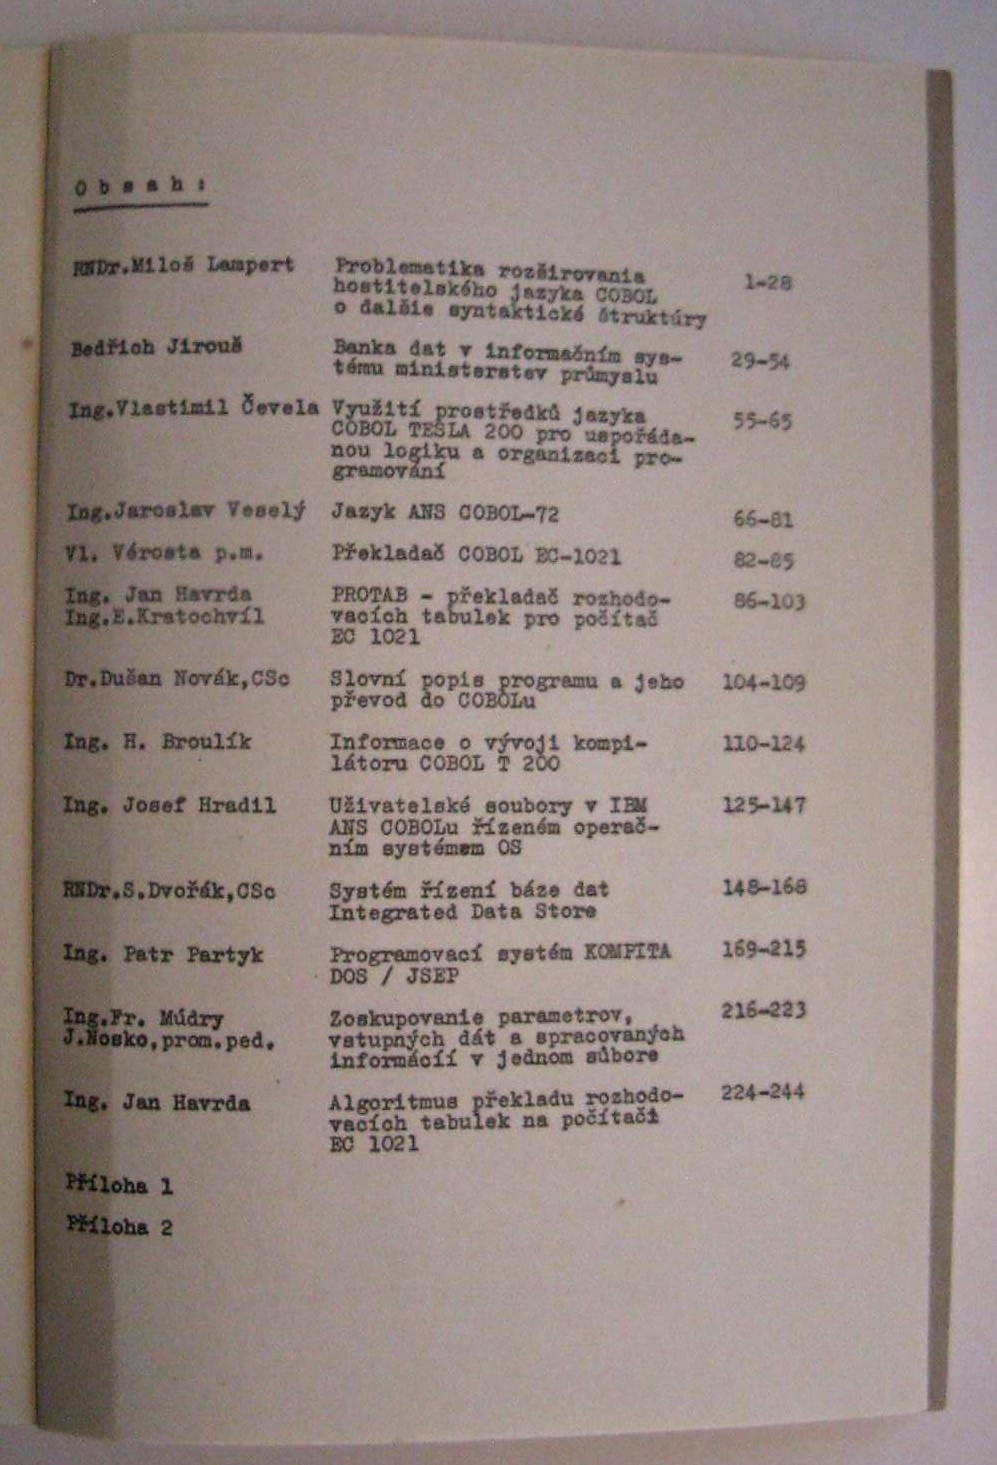 O b s a h :
RNDr.Miloš Lampert Problematika rozširovania 1-28
hostitelského jazyka COBOL
o dalšie syntaktické štruktúry
Bedřich Jirouš Banka dat v informačním sys- 29-54
tému ministerstev průmyslu
Ing.Vlastimil Čevela Využití prostředků jazyka 55-65
COBOL TESLA 200 pro uspořáda-
nou logiku a organizaci pro-
gramování
Ing.Jaroslav Veselý Jazyk ANS COBOL-72 66-81
Vl. Věrosta p.m. Překladač COBOL EC-1021 82-85
Ing. Jan Havrda PROTAB - překladač rozhodo- 86-103
Ing.E.Kratochvíl vacích tabulek pro počítač
EC 1021
Dr.Dušan Novák,CSc Slovní popis programu a jeho 104-109
převod do COBOLu
Ing. H. Broulík Informace o vývoji kompi- 110-124
látoru COBOL T 200
Ing. Josef Hradil Uživatelské soubory v IBM 125-147
ANS COBOLu řízeném operač-
ním systémem OS
RNDr.S.Dvořák,CSc Systém řízení báze dat 148-168
Integrated Data Store
Ing. Petr Partyk Programovací systém KOMPITA 169-215
DOS / JSEP
Ing.Fr. Múdry Zoskupovanie parametrov, 216-223
J.Nosko,prom.ped. vstupných dát a spracovaných
informácíí v jednom súbore
Ing. Jan Havrda Algoritmus překladu rozhodo- 224-244
vacích tabulek na počítači
EC 1021
Příloha 1
Příloha 2